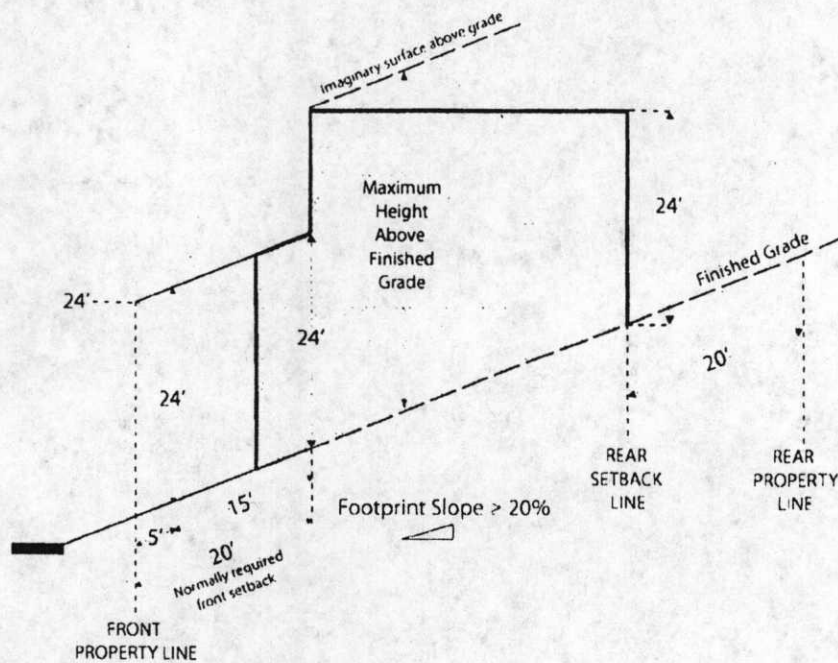 Imaginary surface above grade
Maximum
Height
Above
Finished
Grade
24'
Finished Grade
24'
24'
24'
20'
REAR
SETBACK
LINE
REAR
PROPERTY
LINE
15'
Footprint Slope ≥ 20%
5'
20'
Normally required
front setback
FRONT
PROPERTY LINE